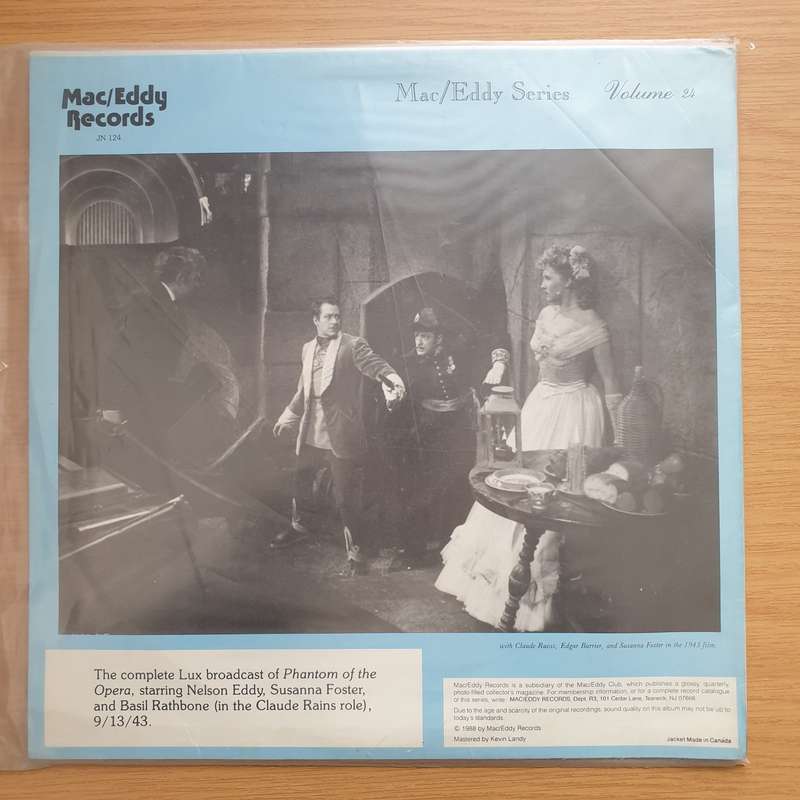 Mac/Eddy
Records
JN 124
Mac/Eddy Series Volume 24
with Claude Rains, Edgar Barrier, and Susanna Foster in the 1943 film.
The complete Lux broadcast of Phantom of the
Opera, starring Nelson Eddy, Susanna Foster,
and Basil Rathbone (in the Claude Rains role),
9/13/43.
Mac/Eddy Records is a subsidiary of the Mac/Eddy Club, which publishes a glossy, quarterly,
photo-filled collector's magazine. For membership information, or for a complete record catalogue
of this series, write: MAC/EDDY RECORDS, Dept. R3, 101 Cedar Lane, Teaneck, NJ 07666.
Due to the age and scarcity of the original recordings, sound quality on this album may not be up to
today's standards.
© 1988 by Mac/Eddy Records
Mastered by Kevin Landy
Jacket Made in Canada